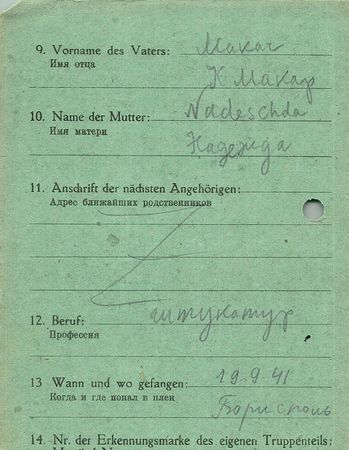 9. Vorname des Vaters: Макач
Имя отца
К Макар
10. Name der Mutter: Nadeschda
Имя матери
Надежда
11. Anschrift der nächsten Angehörigen:
Адрес ближайших родственников
12. Beruf: штукатур
Профессия
13 Wann und wo gefangen: 19.9.41
Когда и где попал в плен
Борисполь
14. Nr. der Erkennungsmarke des eigenen Truppenteils: